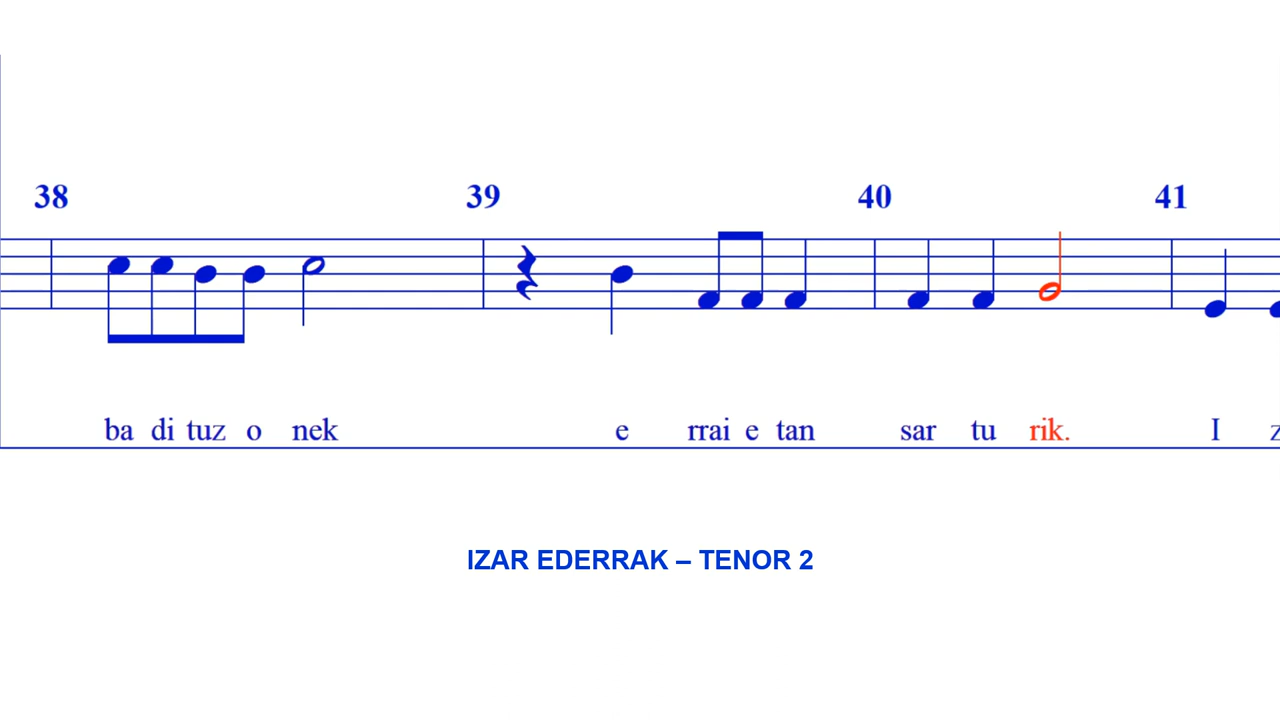 38 39 40 41
ba di tuz o nek e rrai e tan sar tu rik. I
IZAR EDERRAK – TENOR 2